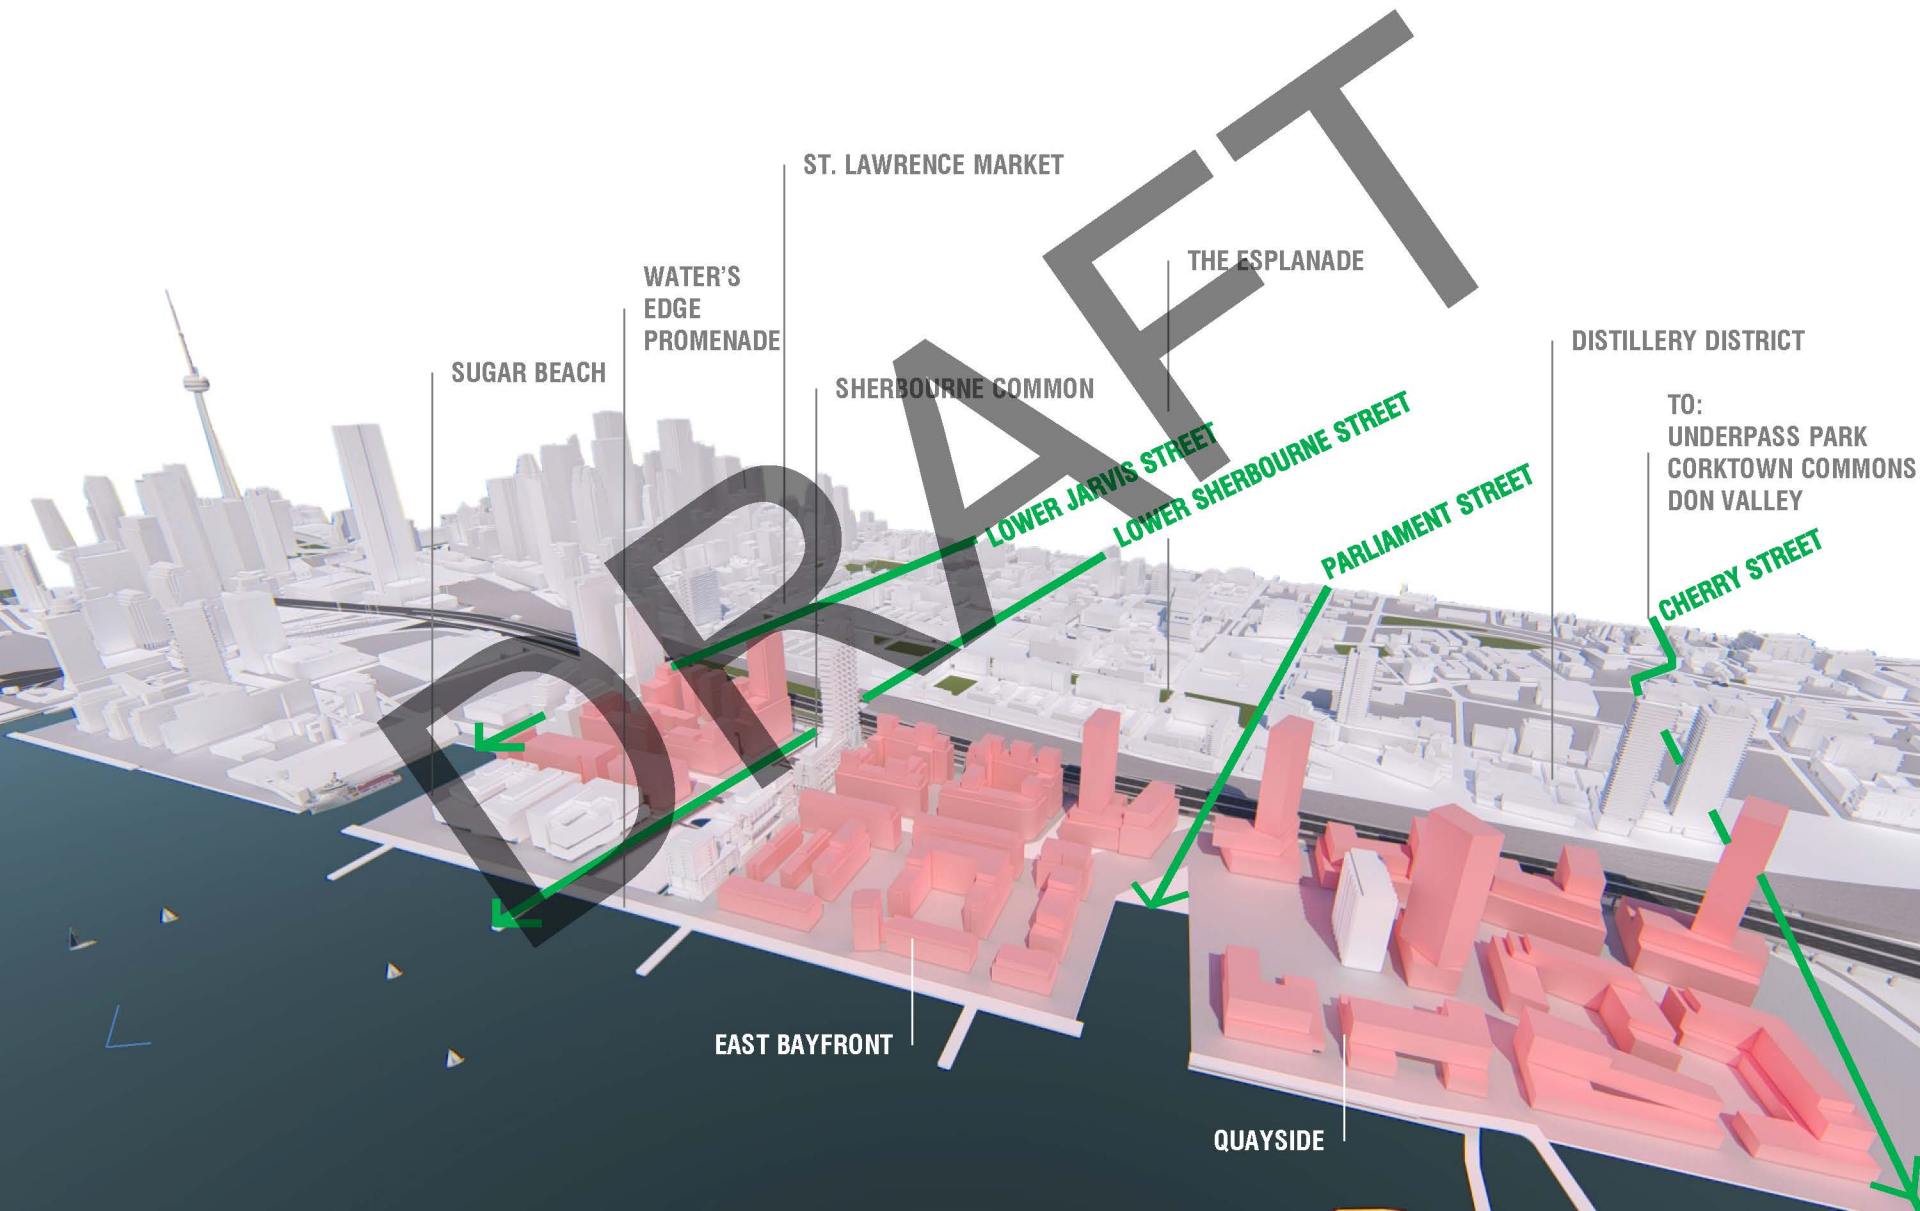 ST. LAWRENCE MARKET
THE ESPLANADE
WATER'S
EDGE
PROMENADE
DISTILLERY DISTRICT
SUGAR BEACH
SHERBOURNE COMMON
TO:
UNDERPASS PARK
CORKTOWN COMMONS
DON VALLEY
LOWER JARVIS STREET
LOWER SHERBOURNE STREET
PARLIAMENT STREET
CHERRY STREET
DRAFT
EAST BAYFRONT
QUAYSIDE